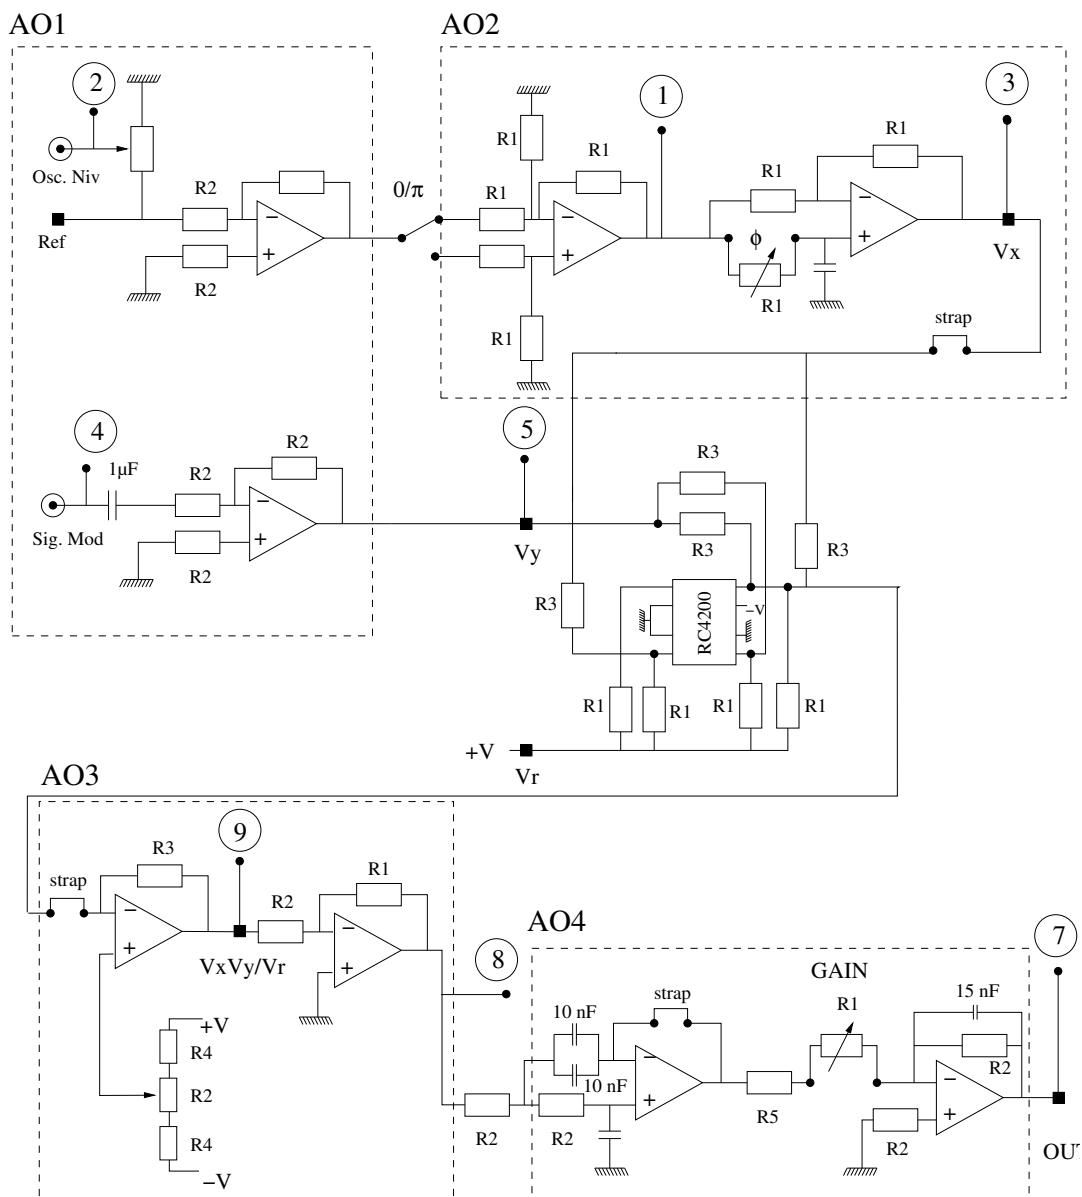 AO1
AO2
2
1
3
Osc. Niv
Ref
R2
R2
0/π
R1
R1
R1
R1
R1
R1
ϕ
R1
Vx
strap
4
1µF
R2
R2
R2
Sig. Mod
5
Vy
R3
R3
R3
R3
RC4200
−V
R1
R1
R1
R1
+V
Vr
AO3
9
R3
strap
R2
R1
VxVy/Vr
8
+V
R4
R2
R4
−V
AO4
7
GAIN
10 nF
strap
R1
15 nF
10 nF
R2
R2
R2
R5
R2
OUT